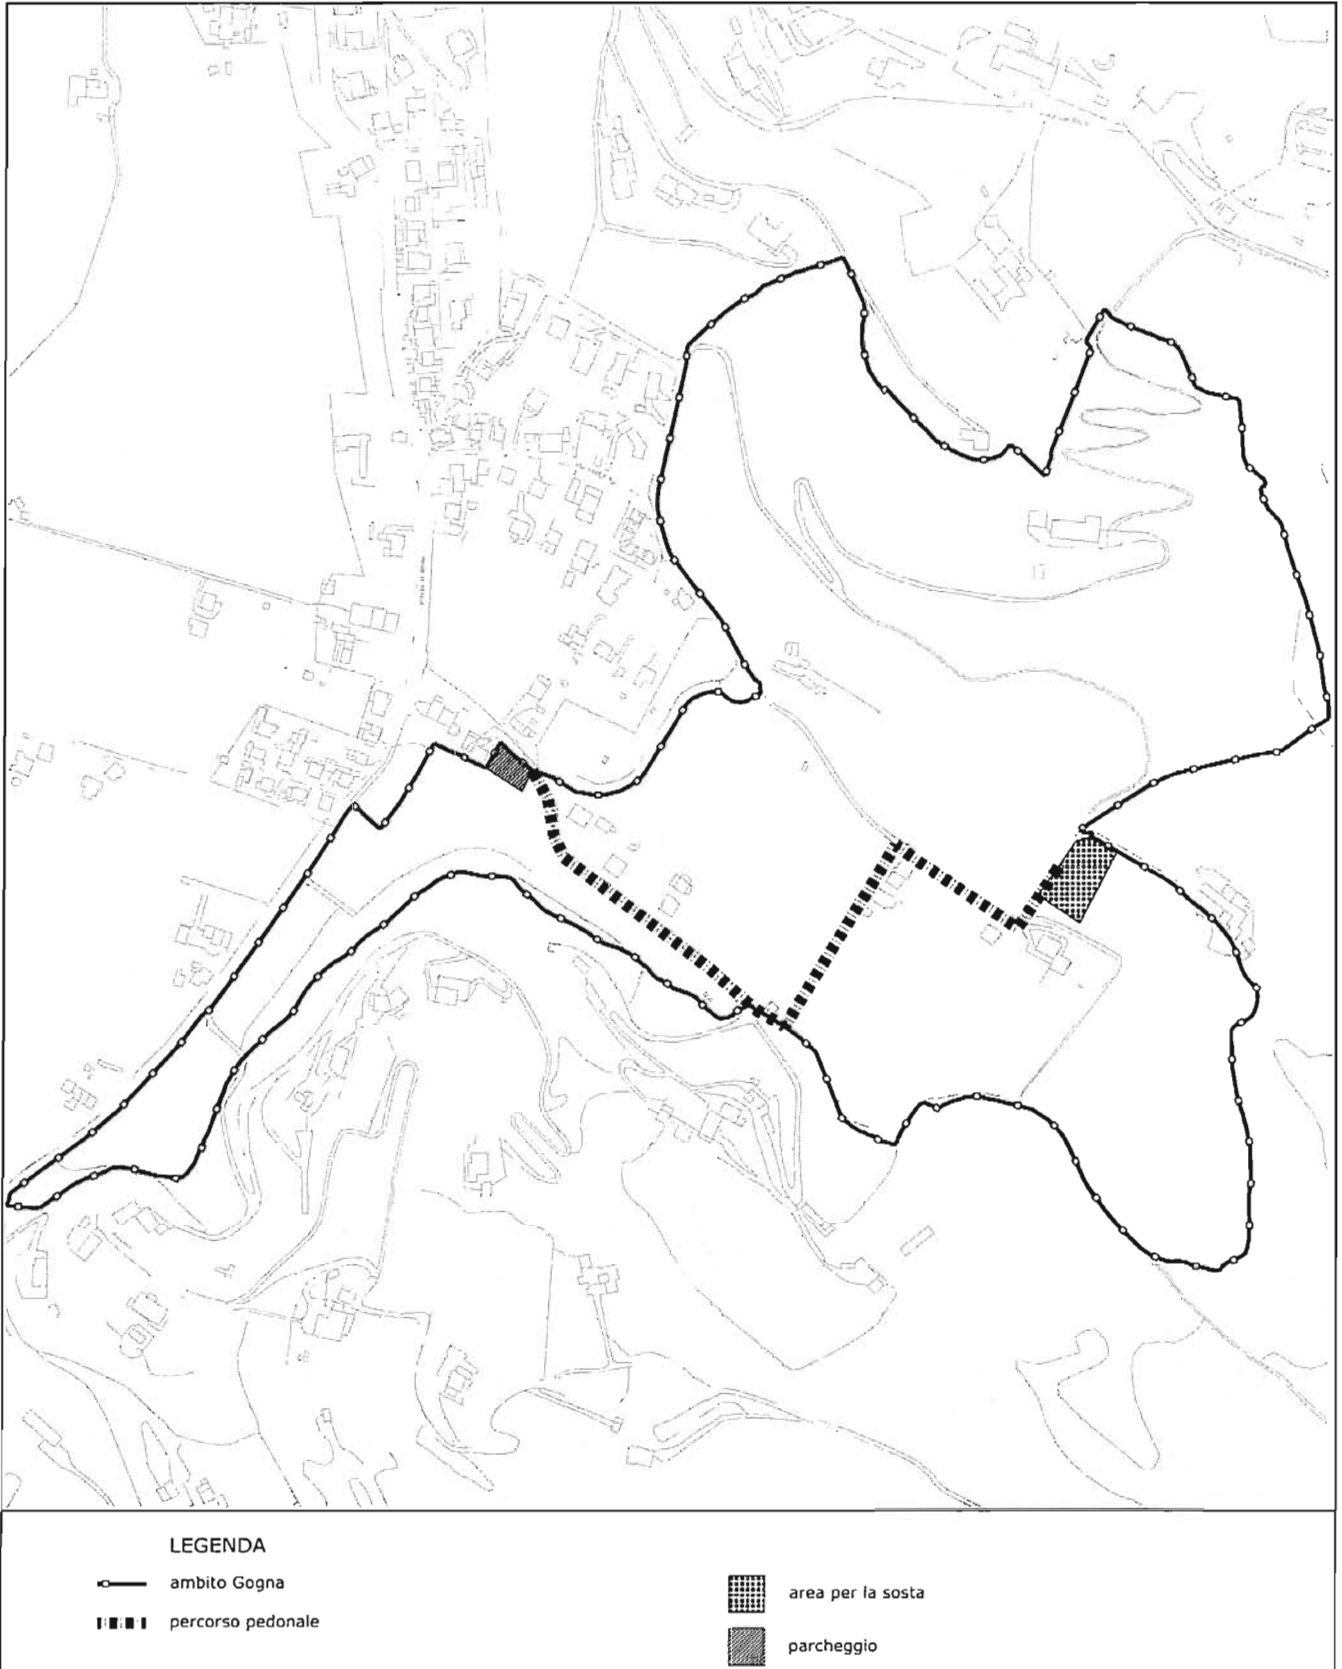 LEGENDA
ambito Gogna
percorso pedonale
area per la sosta
parcheggio